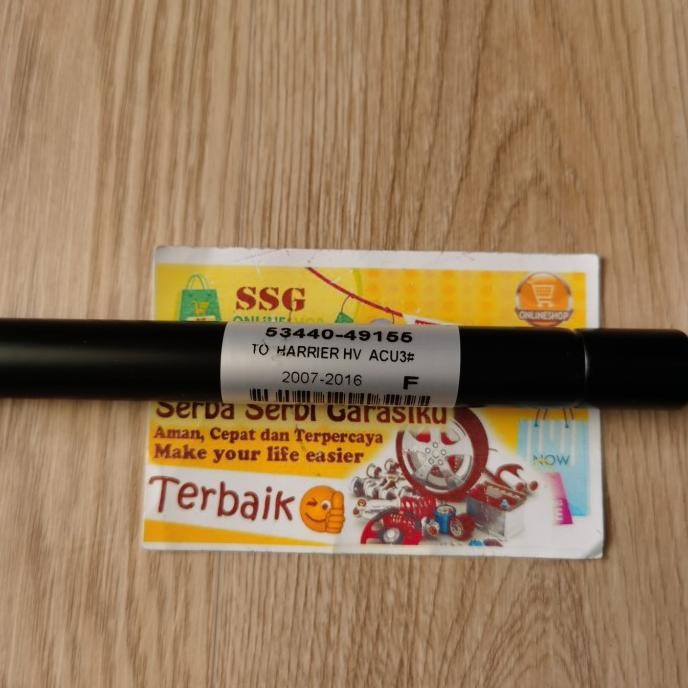 SSG
ONLINESHOP
53440-49155
TO HARRIER HV ACU3#
2007-2016 F
Serba Serbi Garasiku
Aman, Cepat dan Terpercaya
Make your life easier
NOW
Terbaik